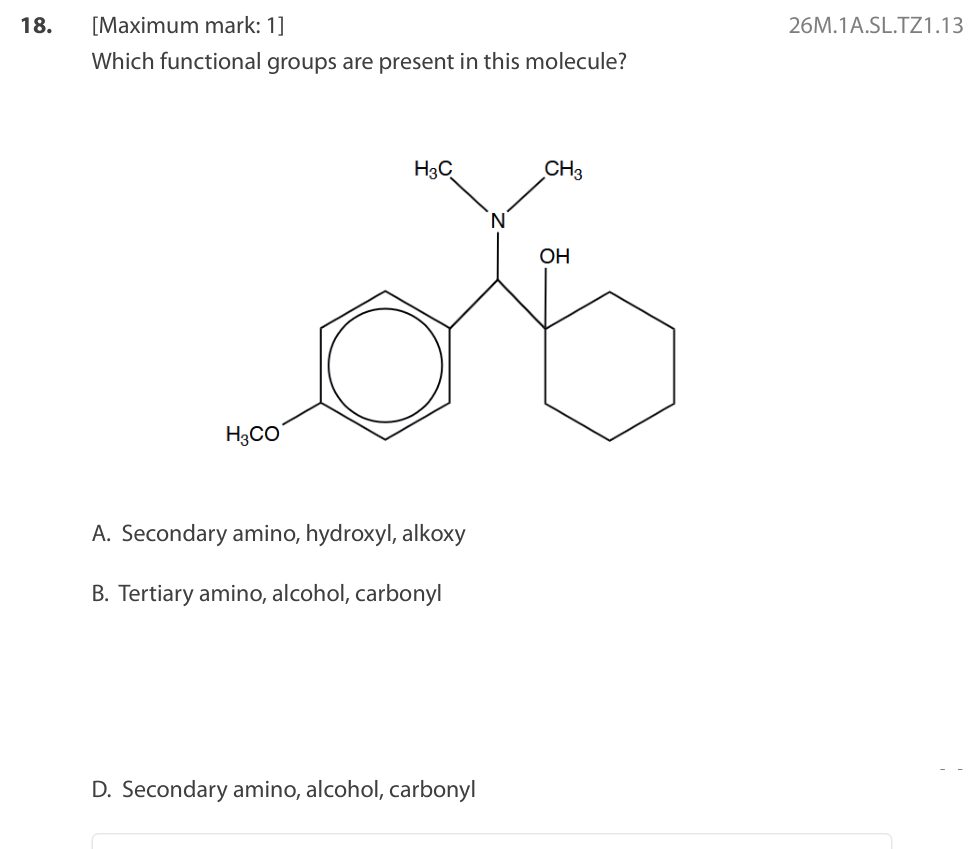 18. [Maximum mark: 1] 26M.1A.SL.TZ1.13
Which functional groups are present in this molecule?
H₃C CH₃
N
OH
H₃CO
A. Secondary amino, hydroxyl, alkoxy
B. Tertiary amino, alcohol, carbonyl
D. Secondary amino, alcohol, carbonyl